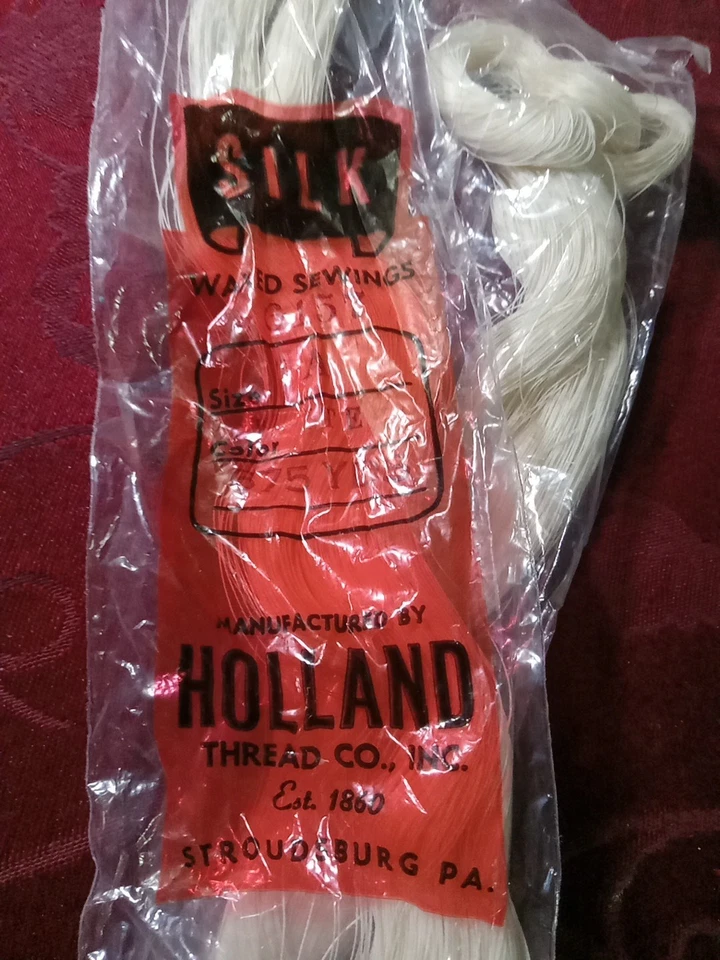 SILK
WAXED SEWINGS
Size
Color
MANUFACTURED BY
HOLLAND
THREAD CO., INC.
Est. 1860
STROUDSBURG PA.